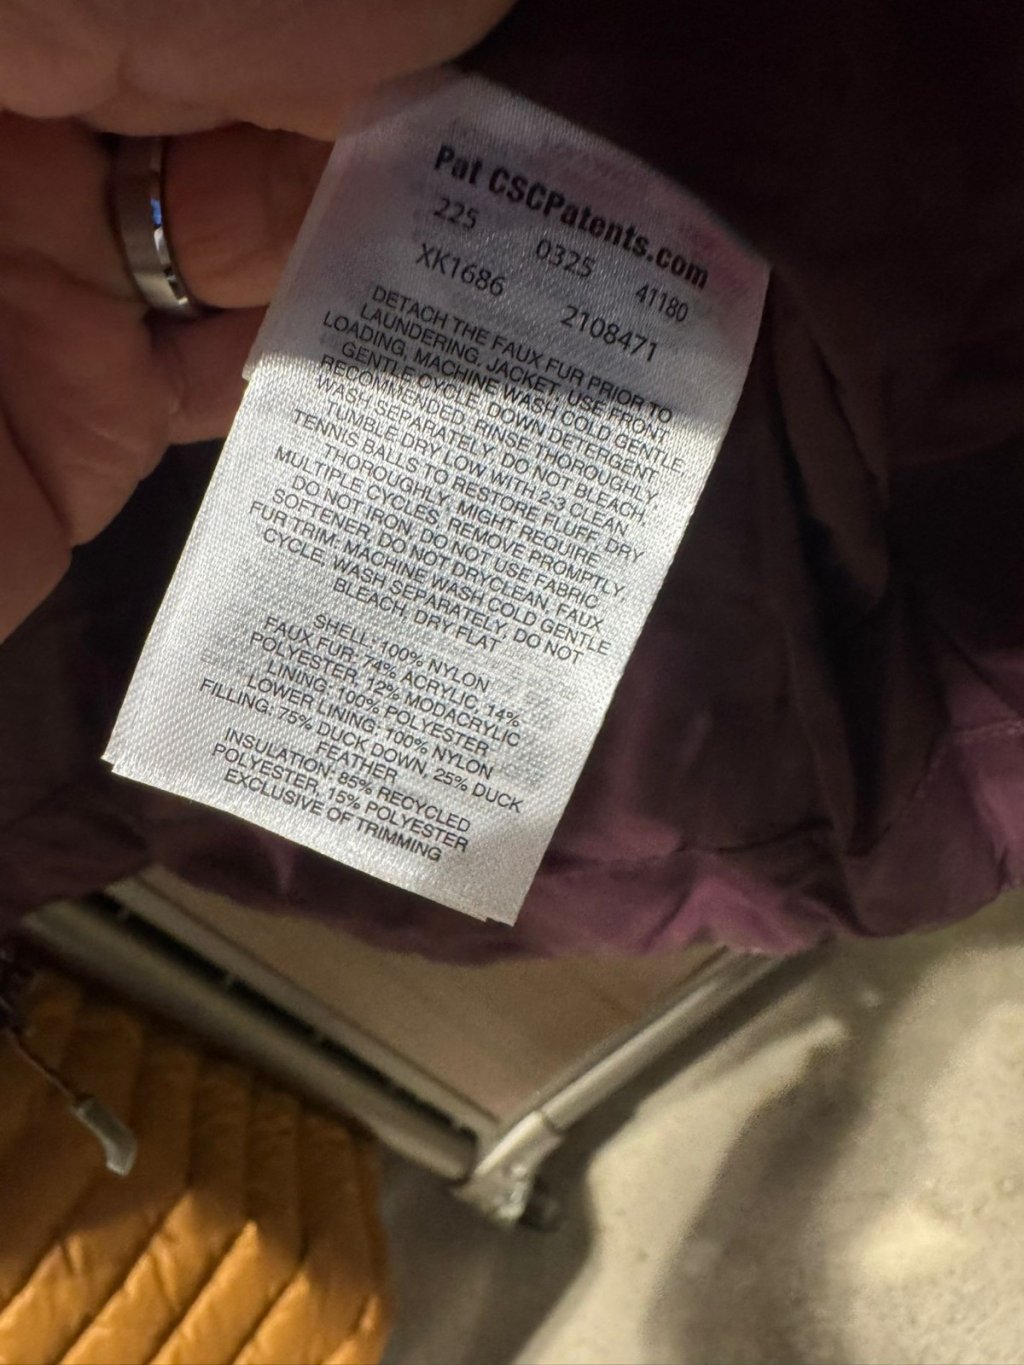 Pat CSCPatents.com
225 0325 41180
XK1686 2108471
DETACH THE FAUX FUR PRIOR TO
LAUNDERING. JACKET: USE FRONT
LOADING, MACHINE WASH COLD GENTLE.
GENTLE CYCLE. DOWN DETERGENT
RECOMMENDED. RINSE THOROUGHLY.
WASH SEPARATELY. DO NOT BLEACH.
TUMBLE DRY LOW WITH 2-3 CLEAN,
TENNIS BALLS TO RESTORE FLUFF. DRY
THOROUGHLY, MIGHT REQUIRE
MULTIPLE CYCLES. REMOVE PROMPTLY.
DO NOT IRON, DO NOT USE FABRIC
SOFTENER, DO NOT DRYCLEAN. FAUX
FUR TRIM: MACHINE WASH COLD GENTLE
CYCLE, WASH SEPARATELY, DO NOT
BLEACH, DRY FLAT
SHELL: 100% NYLON
FAUX FUR: 74% ACRYLIC, 14%
POLYESTER, 12% MODACRYLIC
LINING: 100% POLYESTER
LOWER LINING: 100% NYLON
FILLING: 75% DUCK DOWN, 25% DUCK
FEATHER
INSULATION: 85% RECYCLED
POLYESTER, 15% POLYESTER
EXCLUSIVE OF TRIMMING